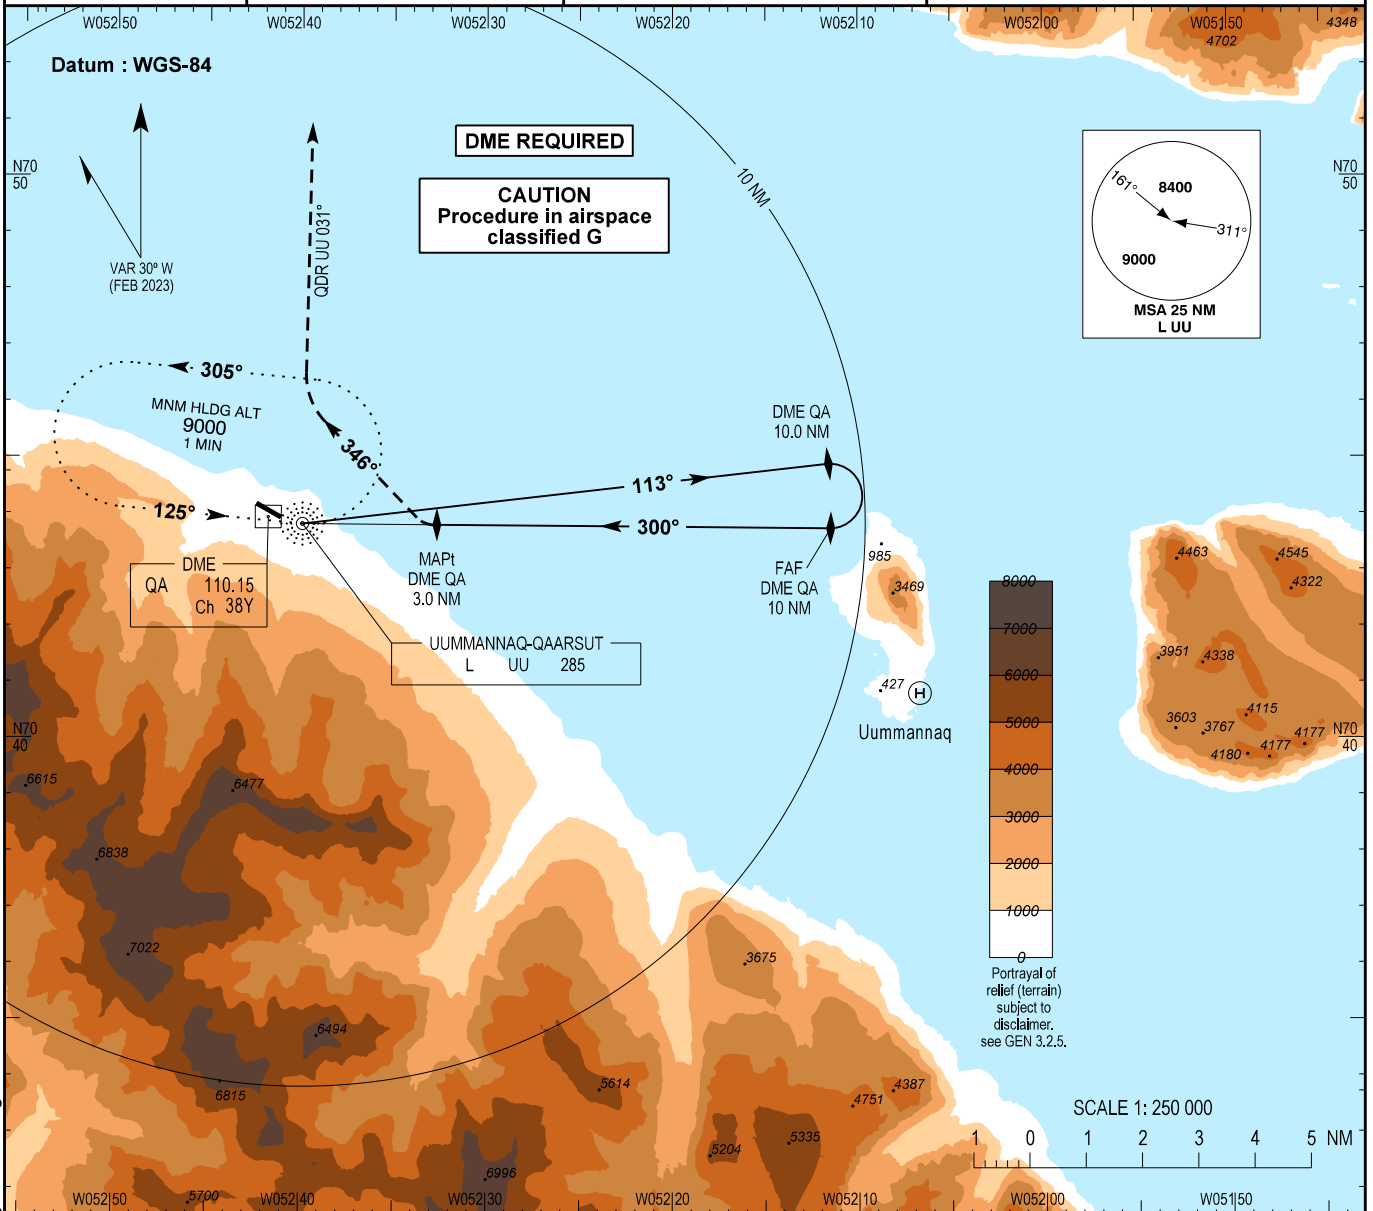 W052|50
W052|40
W052|30
W052|20
W052|10
W052|00
W051|50
4348
4702
Datum : WGS-84
N70
50
N70
50
DME REQUIRED
CAUTION
Procedure in airspace
classified G
10 NM
161°
8400
311°
9000
MSA 25 NM
L UU
VAR 30° W
(FEB 2023)
QDR UU 031°
305°
MNM HLDG ALT
9000
1 MIN
346°
125°
113°
300°
DME QA
10.0 NM
MAPt
DME QA
3.0 NM
FAF
DME QA
10 NM
DME
QA 110.15
Ch 38Y
UUMMANNAQ-QAARSUT
L UU 285
985
3469
427
H
Uummannaq
4463
4545
4322
3951
4338
4115
3603
3767
4177
4180
4177
N70
40
N70
40
8000
7000
6000
5000
4000
3000
2000
1000
0
Portrayal of
relief (terrain)
subject to
disclaimer.
see GEN 3.2.5.
6615
6477
6838
7022
3675
6494
6815
5614
4387
4751
5335
5204
6996
5700
SCALE 1: 250 000
1 0 1 2 3 4 5 NM
W052|50
W052|40
W052|30
W052|20
W052|10
W052|00
W051|50